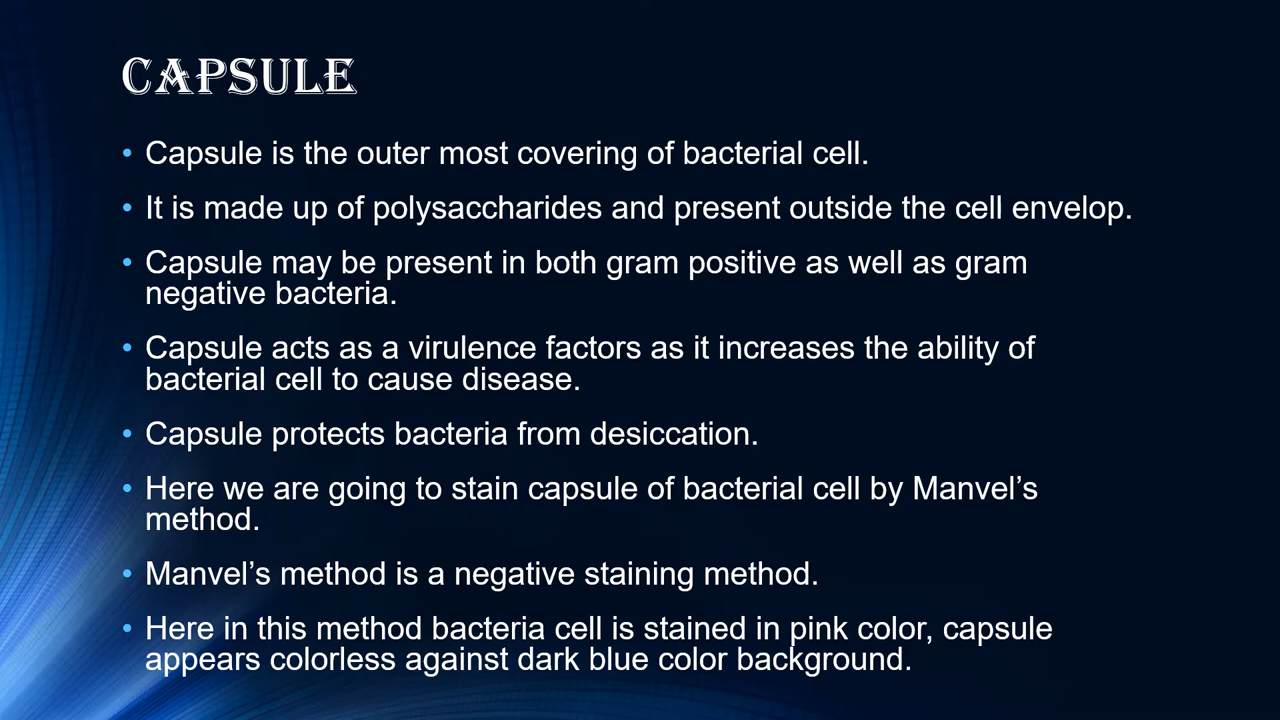 CAPSULE
• Capsule is the outer most covering of bacterial cell.
• It is made up of polysaccharides and present outside the cell envelop.
• Capsule may be present in both gram positive as well as gram
negative bacteria.
• Capsule acts as a virulence factors as it increases the ability of
bacterial cell to cause disease.
• Capsule protects bacteria from desiccation.
• Here we are going to stain capsule of bacterial cell by Manvel’s
method.
• Manvel’s method is a negative staining method.
• Here in this method bacteria cell is stained in pink color, capsule
appears colorless against dark blue color background.